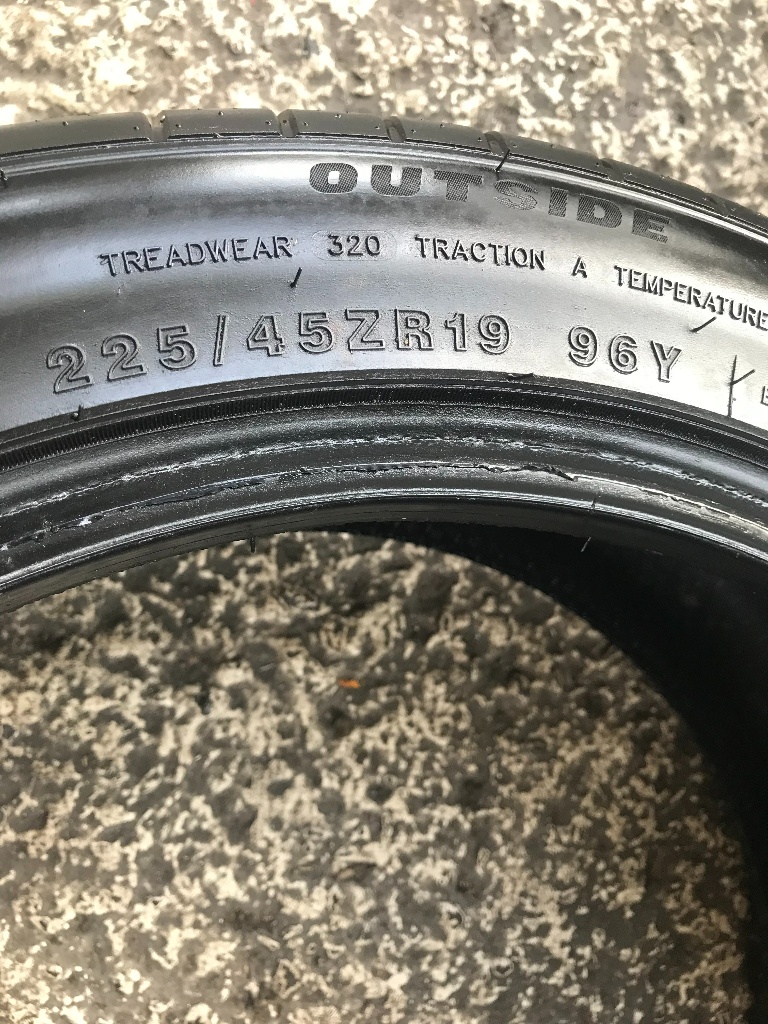 OUTSIDE
TREADWEAR 320 TRACTION A TEMPERATURE
225/45ZR19 96Y